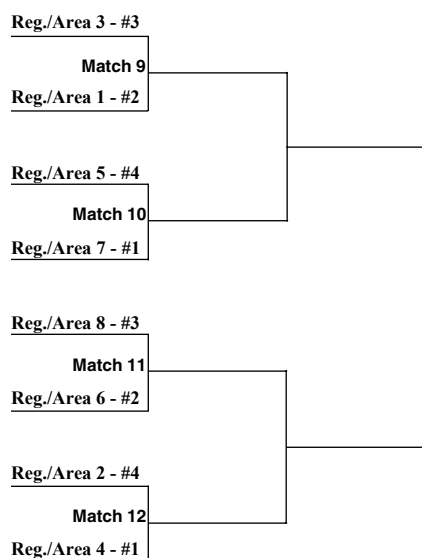 Reg./Area 3 - #3
Match 9
Reg./Area 1 - #2
Reg./Area 5 - #4
Match 10
Reg./Area 7 - #1
Reg./Area 8 - #3
Match 11
Reg./Area 6 - #2
Reg./Area 2 - #4
Match 12
Reg./Area 4 - #1